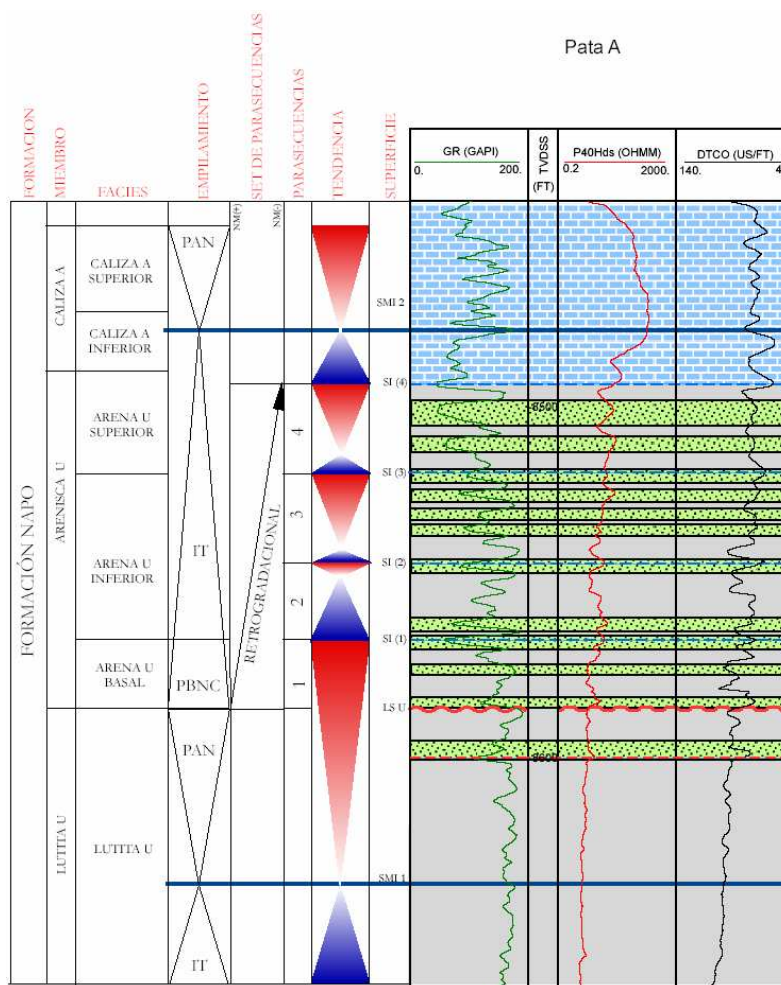 Pata A
FORMACION
MIEMBRO
FACIES
EMPILAMIENTO
SET DE PARASECUENCIAS
PARASECUENCIAS
TENDENCIA
SUPERFICIE
GR (GAPI)
0. 200.
TVDSS
(FT)
P40Hds (OHMM)
0.2 2000.
DTCO (US/FT)
140. 4
NM(+)
NM(-)
FORMACIÓN NAPO
CALIZA A
ARENISCA U
LUTITA U
CALIZA A
SUPERIOR
CALIZA A
INFERIOR
ARENA U
SUPERIOR
ARENA U
INFERIOR
ARENA U
BASAL
LUTITA U
PAN
IT
PBNC
PAN
IT
RETROGRADACIONAL
4
3
2
1
SMI 2
SI (4)
SI (3)
SI (2)
SI (1)
LS U
SMI 1
8500
8600